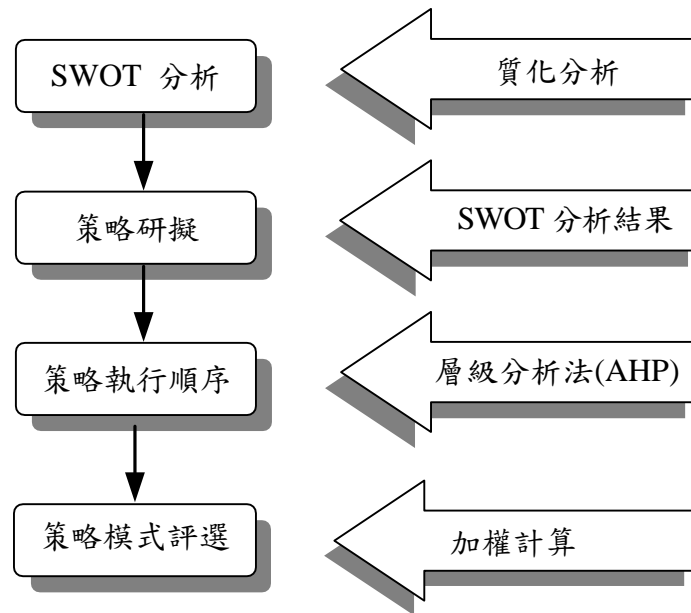 SWOT 分析
質化分析
策略研擬
SWOT 分析結果
策略執行順序
層級分析法(AHP)
策略模式評選
加權計算